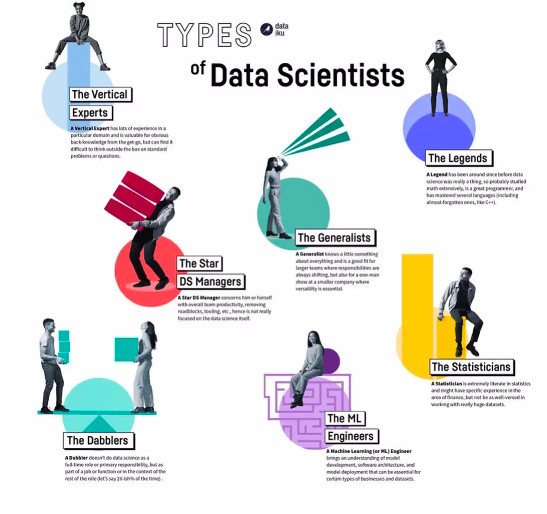 TYPES
data
iku
of Data Scientists
The Vertical
Experts
A Vertical Expert has lots of experience in a
particular domain and is valuable for obvious
back-knowledge from the get-go, but can find it
difficult to think outside the box on standard
problems or questions.
The Legends
A Legend has been around since before data
science was really a thing, so probably studied
math extensively, is a great programmer, and
has mastered several languages (including
almost-forgotten ones, like C++).
The Generalists
A Generalist knows a little something
about everything and is a good fit for
larger teams where responsibilities are
always shifting, but also for a one-man
show at a smaller company where
versatility is essential.
The Star
DS Managers
A Star DS Manager concerns him or herself
with overall team productivity, removing
roadblocks, tooling, etc., hence is not really
focused on the data science itself.
The Statisticians
A Statistician is extremely literate in statistics
and might have specific experience in the
area of finance, but not be as well-versed in
working with really huge datasets.
The Dabblers
A Dabbler doesn't do data science as a
full-time role or primary responsibility, but as
part of a job or function or in the context of the
rest of the role (let's say of the time).
The ML
Engineers
A Machine Learning (or ML) Engineer
brings an understanding of model
development, software architecture, and
model deployment that can be essential for
certain types of businesses and datasets.